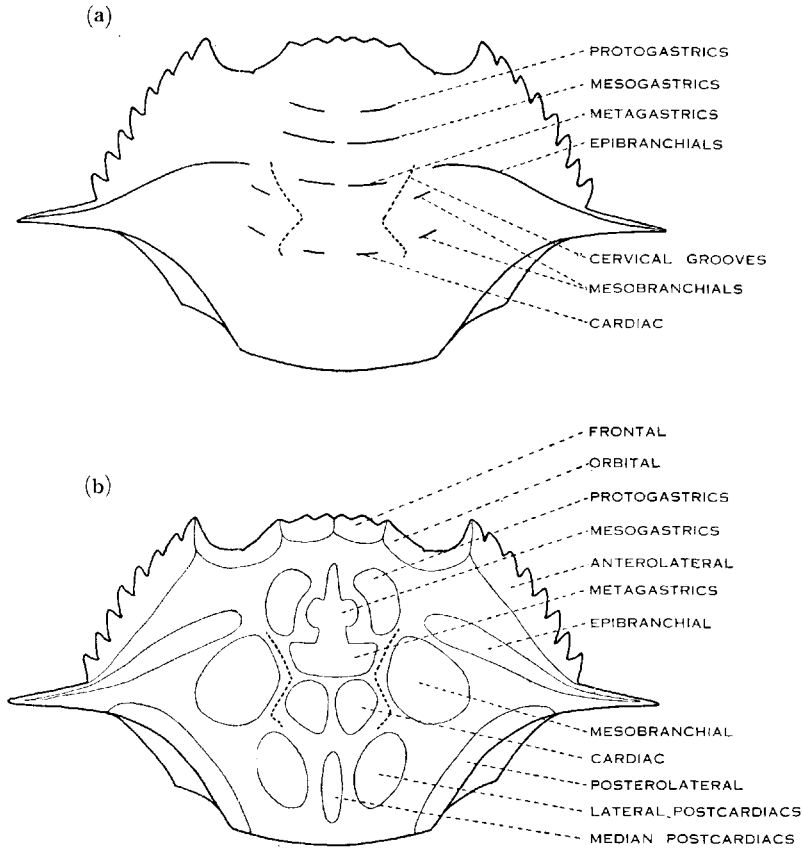 (a)
PROTOGASTRICS
MESOGASTRICS
METAGASTRICS
EPIBRANCHIALS
CERVICAL GROOVES
MESOBRANCHIALS
CARDIAC
(b)
FRONTAL
ORBITAL
PROTOGASTRICS
MESOGASTRICS
ANTEROLATERAL
METAGASTRICS
EPIBRANCHIAL
MESOBRANCHIAL
CARDIAC
POSTEROLATERAL
LATERAL POSTCARDIACS
MEDIAN POSTCARDIACS